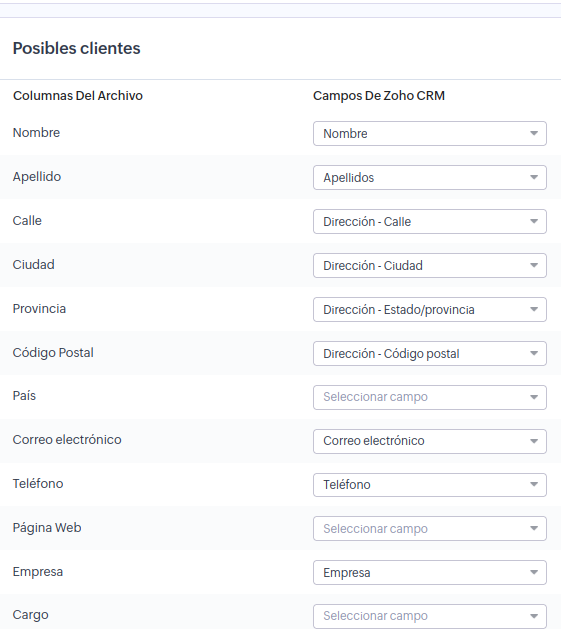 Posibles clientes
Columnas Del Archivo Campos De Zoho CRM
Nombre Nombre
Apellido Apellidos
Calle Dirección - Calle
Ciudad Dirección - Ciudad
Provincia Dirección - Estado/provincia
Código Postal Dirección - Código postal
País Seleccionar campo
Correo electrónico Correo electrónico
Teléfono Teléfono
Página Web Seleccionar campo
Empresa Empresa
Cargo Seleccionar campo